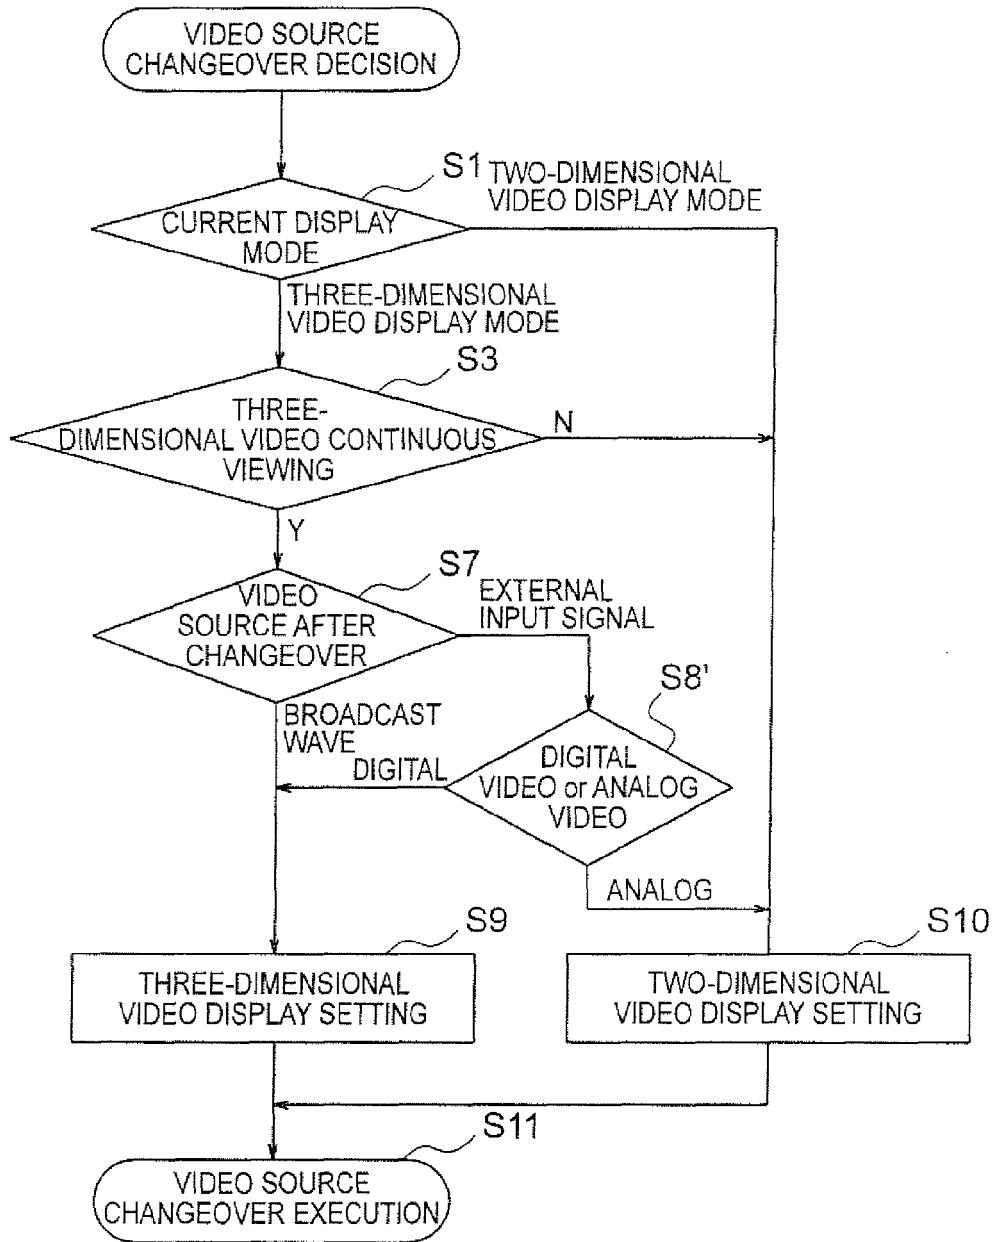 VIDEO SOURCE
CHANGEOVER DECISION
S1
TWO-DIMENSIONAL
VIDEO DISPLAY MODE
CURRENT DISPLAY
MODE
THREE-DIMENSIONAL
VIDEO DISPLAY MODE
S3
THREE-
DIMENSIONAL VIDEO CONTINUOUS
VIEWING
N
Y
S7
VIDEO
SOURCE AFTER
CHANGEOVER
EXTERNAL
INPUT SIGNAL
S8'
BROADCAST
WAVE
DIGITAL
DIGITAL
VIDEO or ANALOG
VIDEO
ANALOG
S9
S10
THREE-DIMENSIONAL
VIDEO DISPLAY SETTING
TWO-DIMENSIONAL
VIDEO DISPLAY SETTING
S11
VIDEO SOURCE
CHANGEOVER EXECUTION